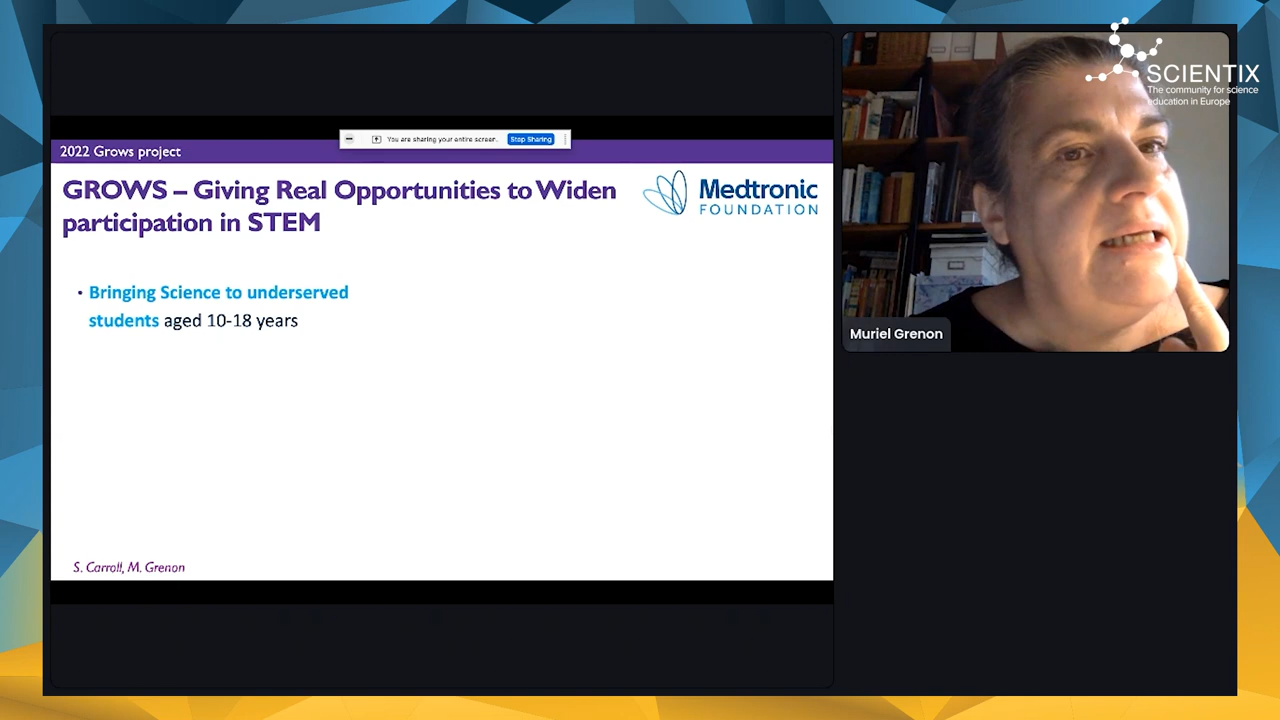 SCIENTIX
The community for science
education in Europe
You are sharing your entire screen.
Stop Sharing
2022 Grows project
GROWS – Giving Real Opportunities to Widen
participation in STEM
Medtronic
FOUNDATION
• Bringing Science to underserved
students aged 10-18 years
S. Carroll, M. Grenon
Muriel Grenon